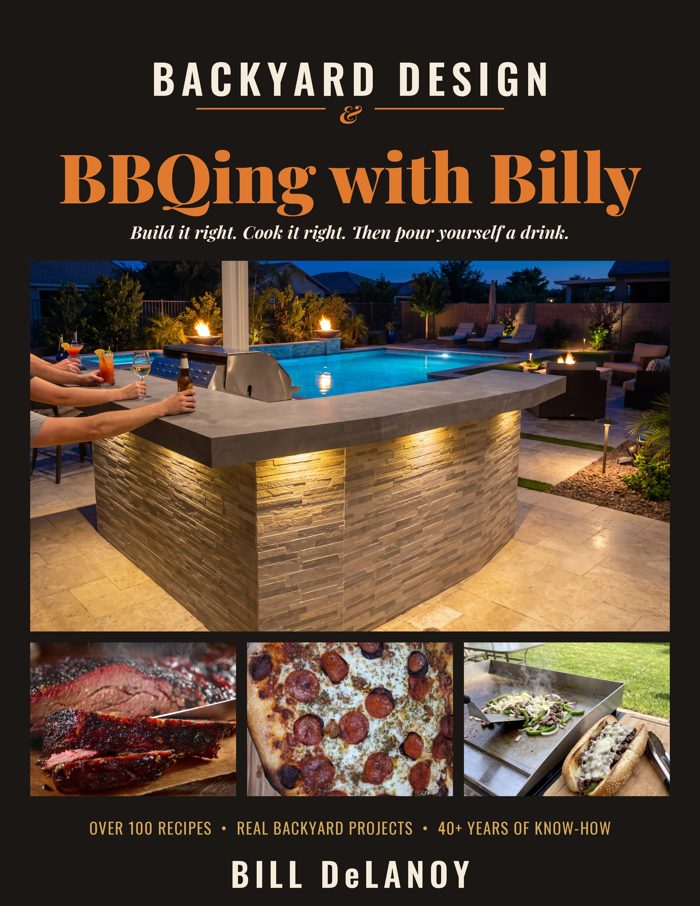 BACKYARD DESIGN
&
BBQing with Billy
Build it right. Cook it right. Then pour yourself a drink.
OVER 100 RECIPES • REAL BACKYARD PROJECTS • 40+ YEARS OF KNOW-HOW
BILL DeLANOY